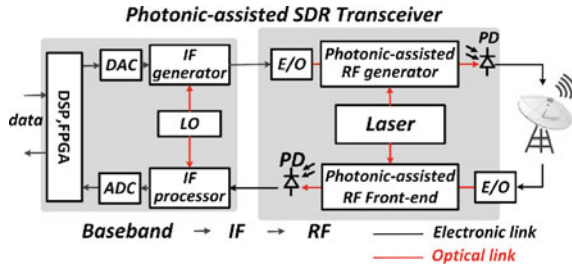 Photonic-assisted SDR Transceiver
data
DSP,FPGA
DAC
IF
generator
E/O
Photonic-assisted
RF generator
PD
LO
Laser
ADC
IF
processor
PD
Photonic-assisted
RF Front-end
E/O
Baseband → IF → RF
Electronic link
Optical link